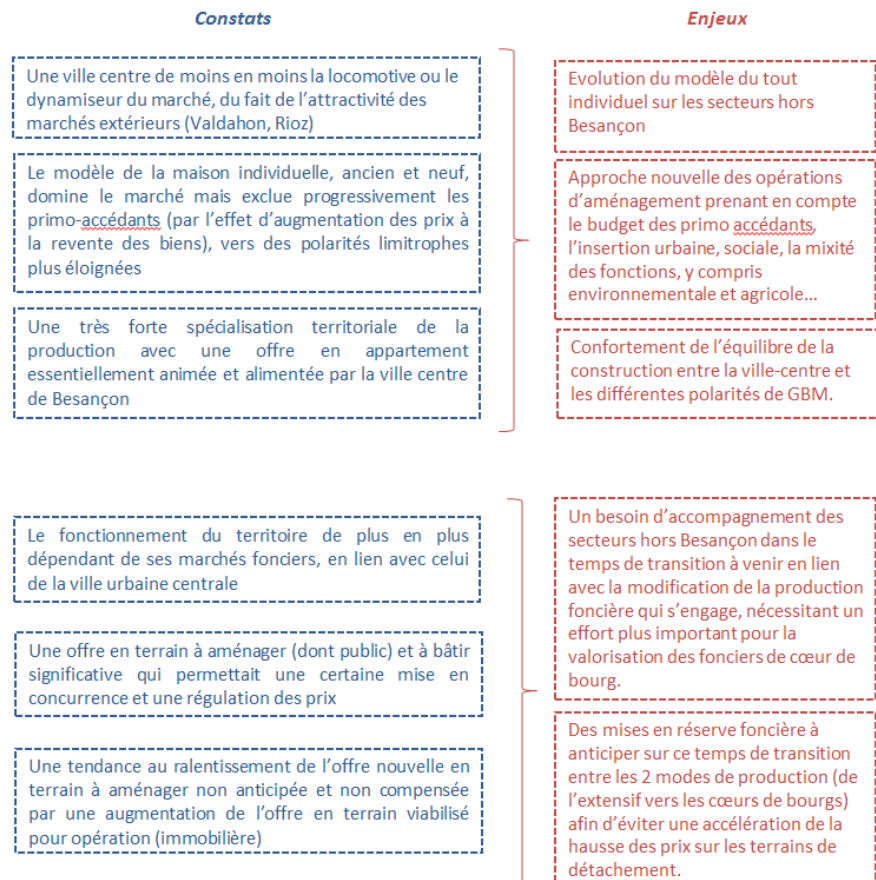 Constats
Une ville centre de moins en moins la locomotive ou le
dynamiseur du marché, du fait de l'attractivité des
marchés extérieurs (Valdahon, Rioz)
Le modèle de la maison individuelle, ancien et neuf,
domine le marché mais exclue progressivement les
primo-accédants (par l'effet d'augmentation des prix à
la revente des biens), vers des polarités limitrophes
plus éloignées
Une très forte spécialisation territoriale de la
production avec une offre en appartement
essentiellement animée et alimentée par la ville centre
de Besançon
Enjeux
Evolution du modèle du tout
individuel sur les secteurs hors
Besançon
Approche nouvelle des opérations
d'aménagement prenant en compte
le budget des primo accédants,
l'insertion urbaine, sociale, la mixité
des fonctions, y compris
environnementale et agricole…
Confortement de l'équilibre de la
construction entre la ville-centre et
les différentes polarités de GBM.
Le fonctionnement du territoire de plus en plus
dépendant de ses marchés fonciers, en lien avec celui
de la ville urbaine centrale
Une offre en terrain à aménager (dont public) et à bâtir
significative qui permettait une certaine mise en
concurrence et une régulation des prix
Une tendance au ralentissement de l'offre nouvelle en
terrain à aménager non anticipée et non compensée
par une augmentation de l'offre en terrain viabilisé
pour opération (immobilière)
Un besoin d'accompagnement des
secteurs hors Besançon dans le
temps de transition à venir en lien
avec la modification de la production
foncière qui s'engage, nécessitant un
effort plus important pour la
valorisation des fonciers de cœur de
bourg.
Des mises en réserve foncière à
anticiper sur ce temps de transition
entre les 2 modes de production (de
l'extensif vers les cœurs de bourgs)
afin d'éviter une accélération de la
hausse des prix sur les terrains de
détachement.